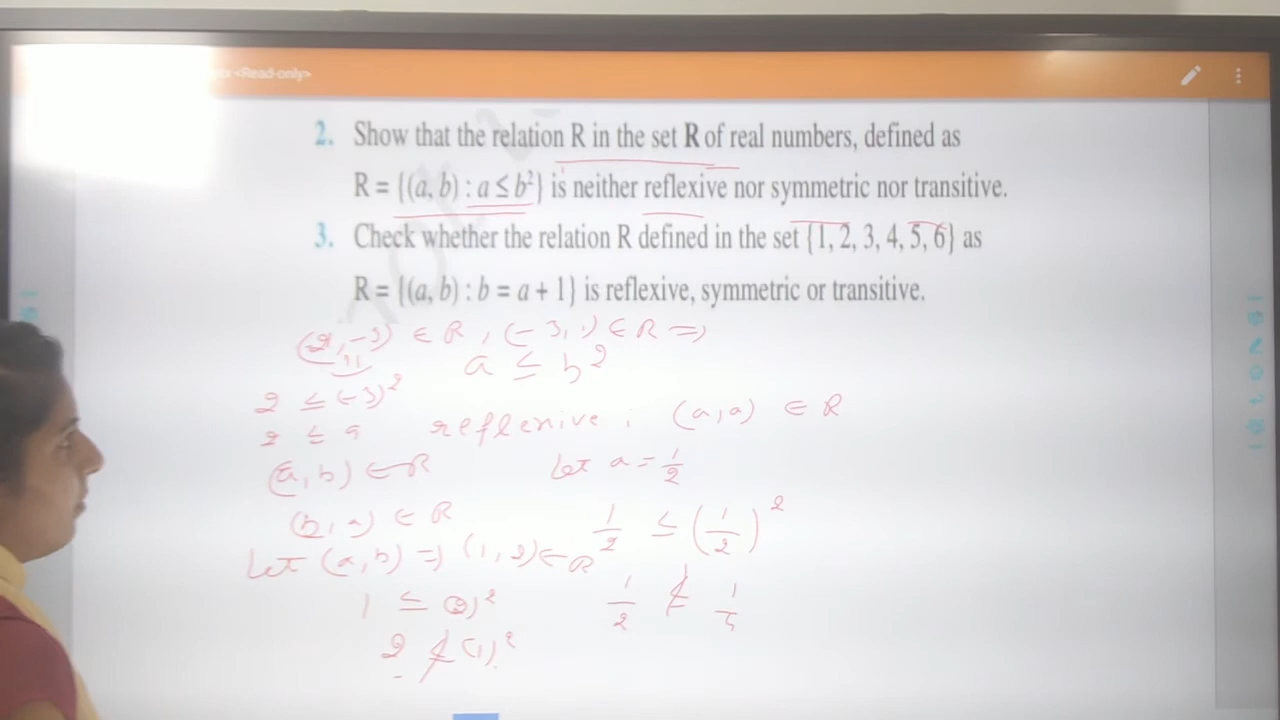 <Read-only>
2. Show that the relation R in the set R of real numbers, defined as
R = {(a, b) : a ≤ b²} is neither reflexive nor symmetric nor transitive.
3. Check whether the relation R defined in the set {1, 2, 3, 4, 5, 6} as
R = {(a, b) : b = a + 1} is reflexive, symmetric or transitive.
(2, -3) ∈ R, (-3, 1) ∈ R ⇒
a ≤ b²
2 ≤ (-3)²
2 ≤ 9
reflexive : (a, a) ∈ R
(a, b) ∈ R
Let a = 1/2
(b, a) ∈ R
1/2 ≤ (1/2)²
Let (a, b) ⇒ (1, 2) ∈ R
1 ≤ (2)²
1/2 ≰ 1/4
2 ≰ (1)²